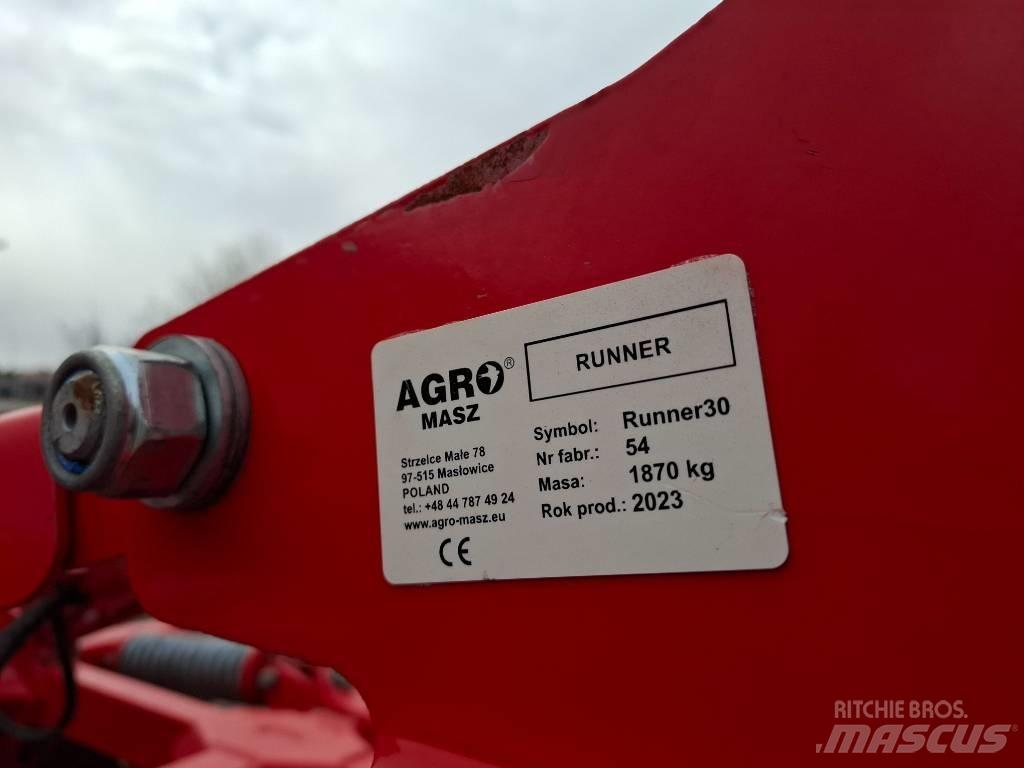 AGRO®
MASZ
RUNNER
Strzelce Małe 78
97-515 Masłowice
POLAND
tel.: +48 44 787 49 24
www.agro-masz.eu
CE
Symbol: Runner30
Nr fabr.: 54
Masa: 1870 kg
Rok prod.: 2023
RITCHIE BROS.
MASCUS